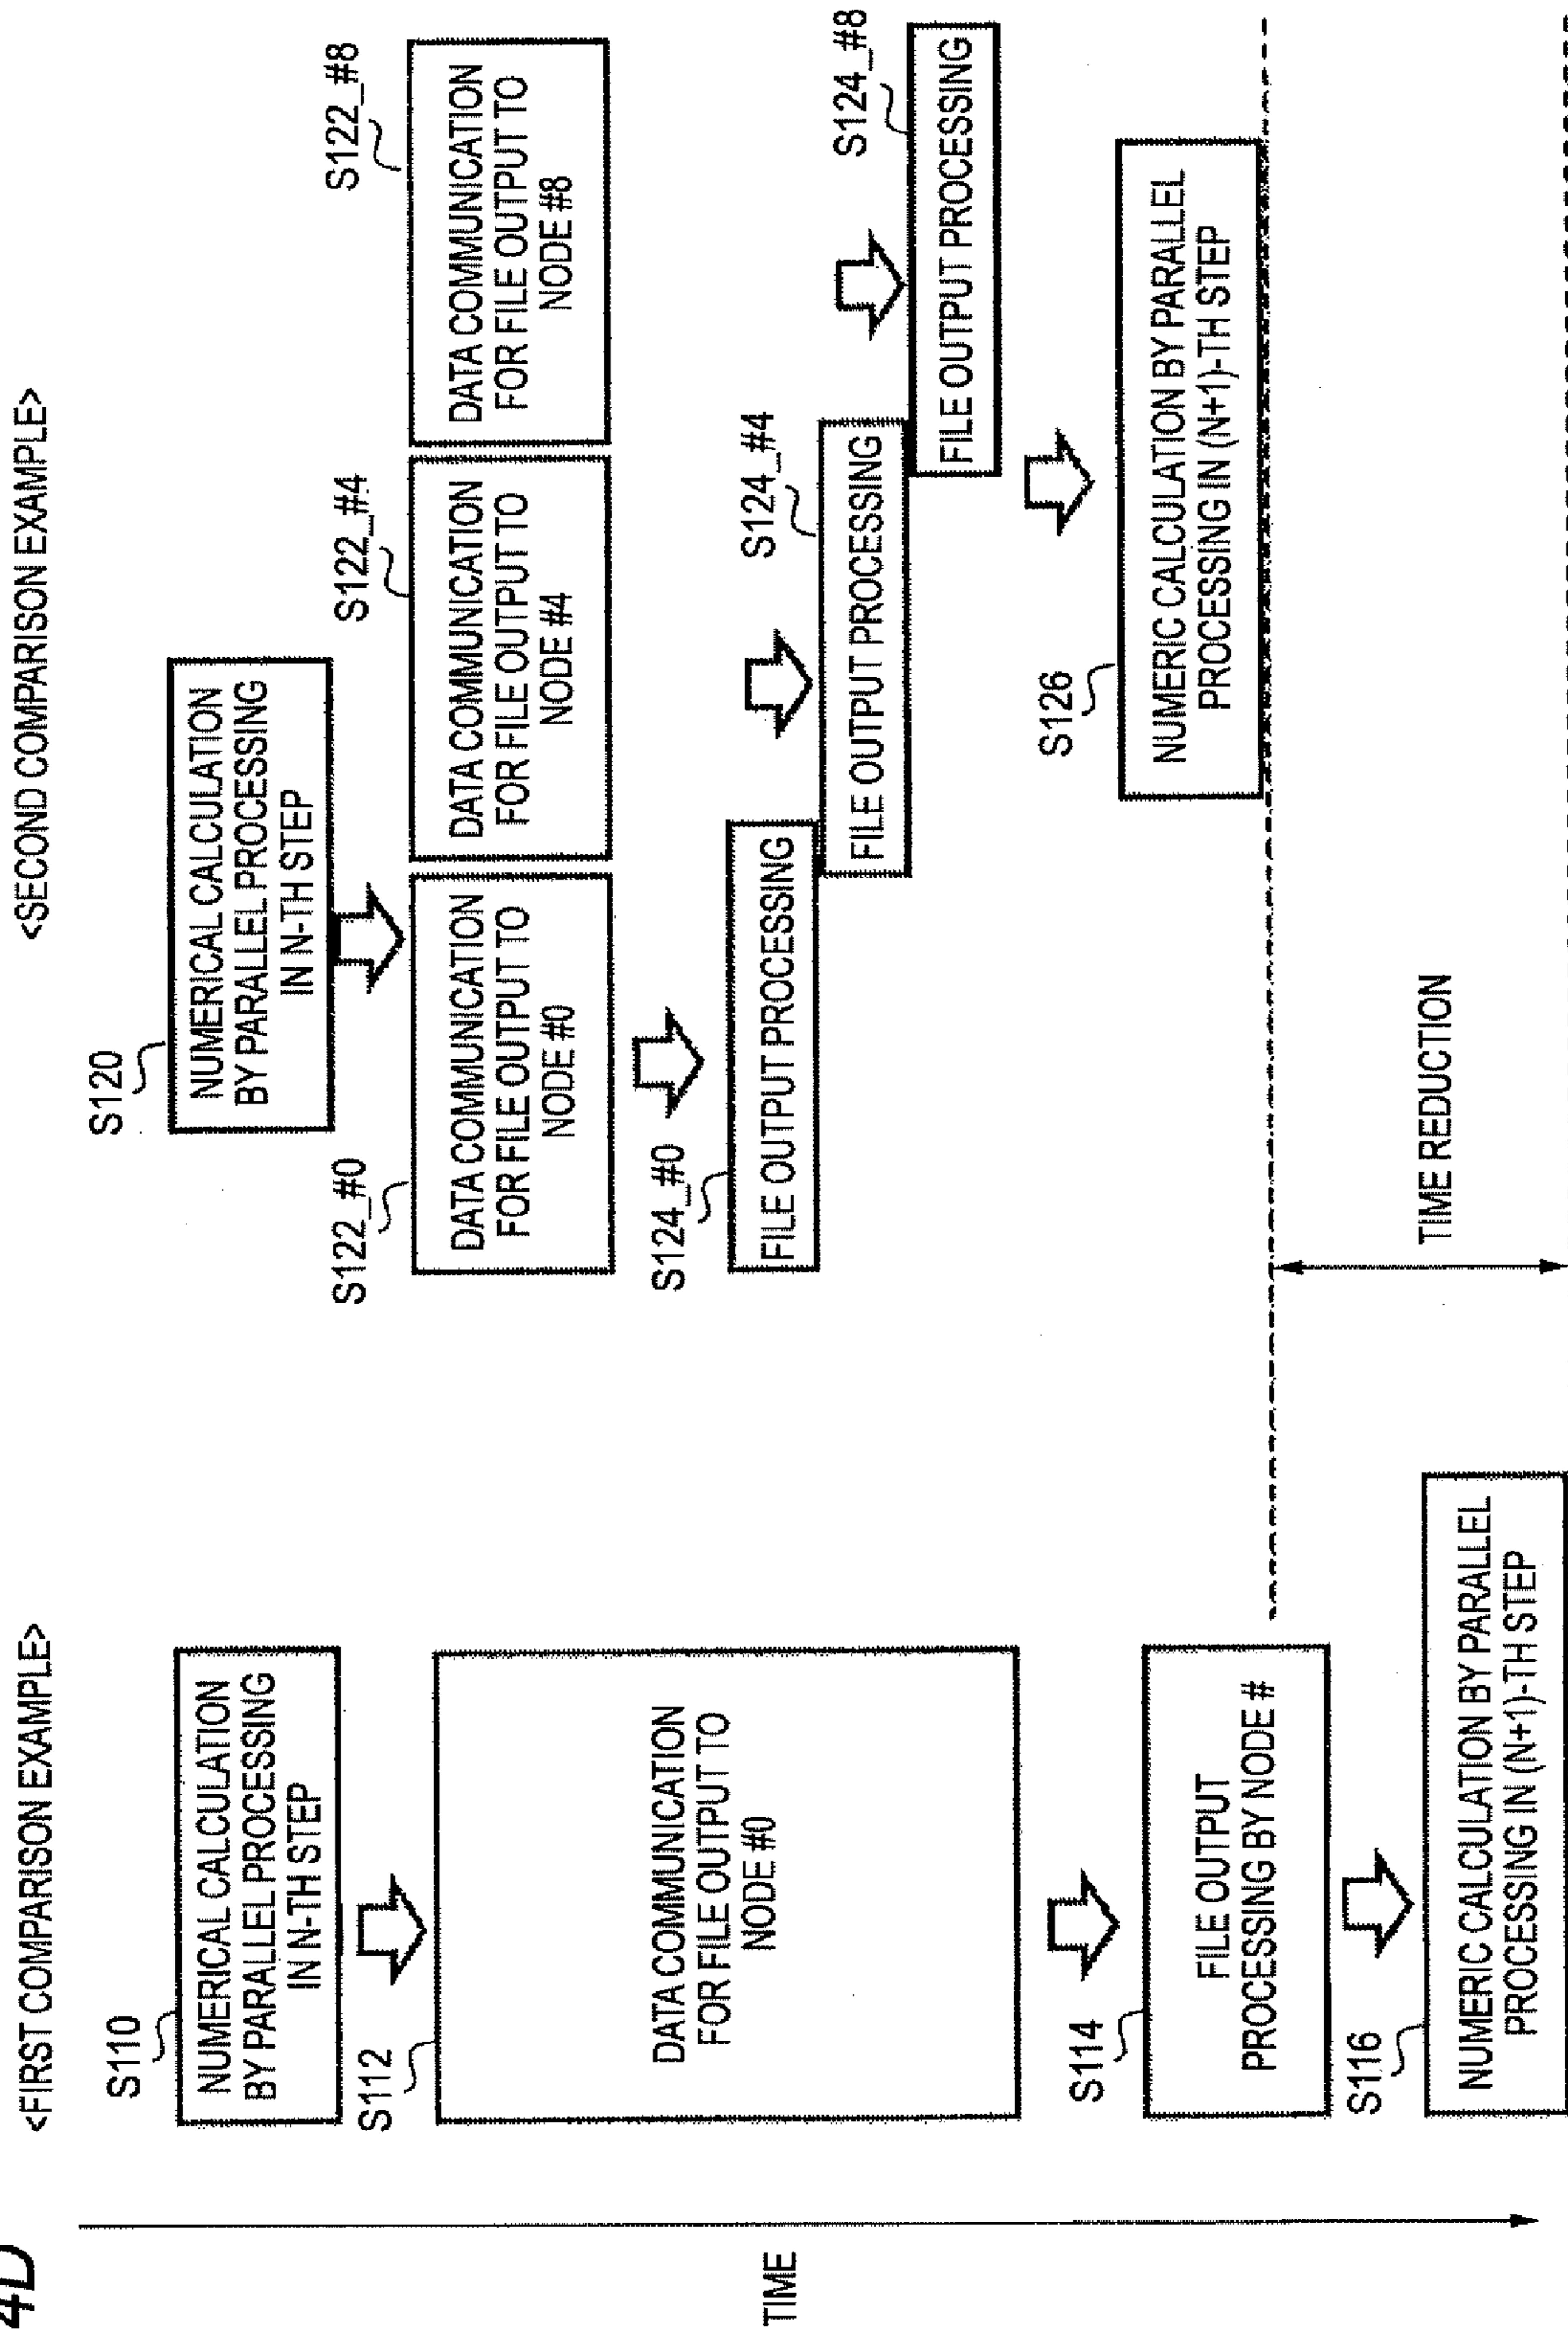 4D
<FIRST COMPARISON EXAMPLE>
TIME
S110
NUMERICAL CALCULATION
BY PARALLEL PROCESSING
IN N-TH STEP
S112
DATA COMMUNICATION
FOR FILE OUTPUT TO
NODE #0
S114
FILE OUTPUT
PROCESSING BY NODE #
S116
NUMERIC CALCULATION BY PARALLEL
PROCESSING IN (N+1)-TH STEP
<SECOND COMPARISON EXAMPLE>
S120
NUMERICAL CALCULATION
BY PARALLEL PROCESSING
IN N-TH STEP
S122_#0
DATA COMMUNICATION
FOR FILE OUTPUT TO
NODE #0
S122_#4
DATA COMMUNICATION
FOR FILE OUTPUT TO
NODE #4
S122_#8
DATA COMMUNICATION
FOR FILE OUTPUT TO
NODE #8
S124_#0
FILE OUTPUT PROCESSING
S124_#4
FILE OUTPUT PROCESSING
S124_#8
FILE OUTPUT PROCESSING
S126
NUMERIC CALCULATION BY PARALLEL
PROCESSING IN (N+1)-TH STEP
TIME REDUCTION